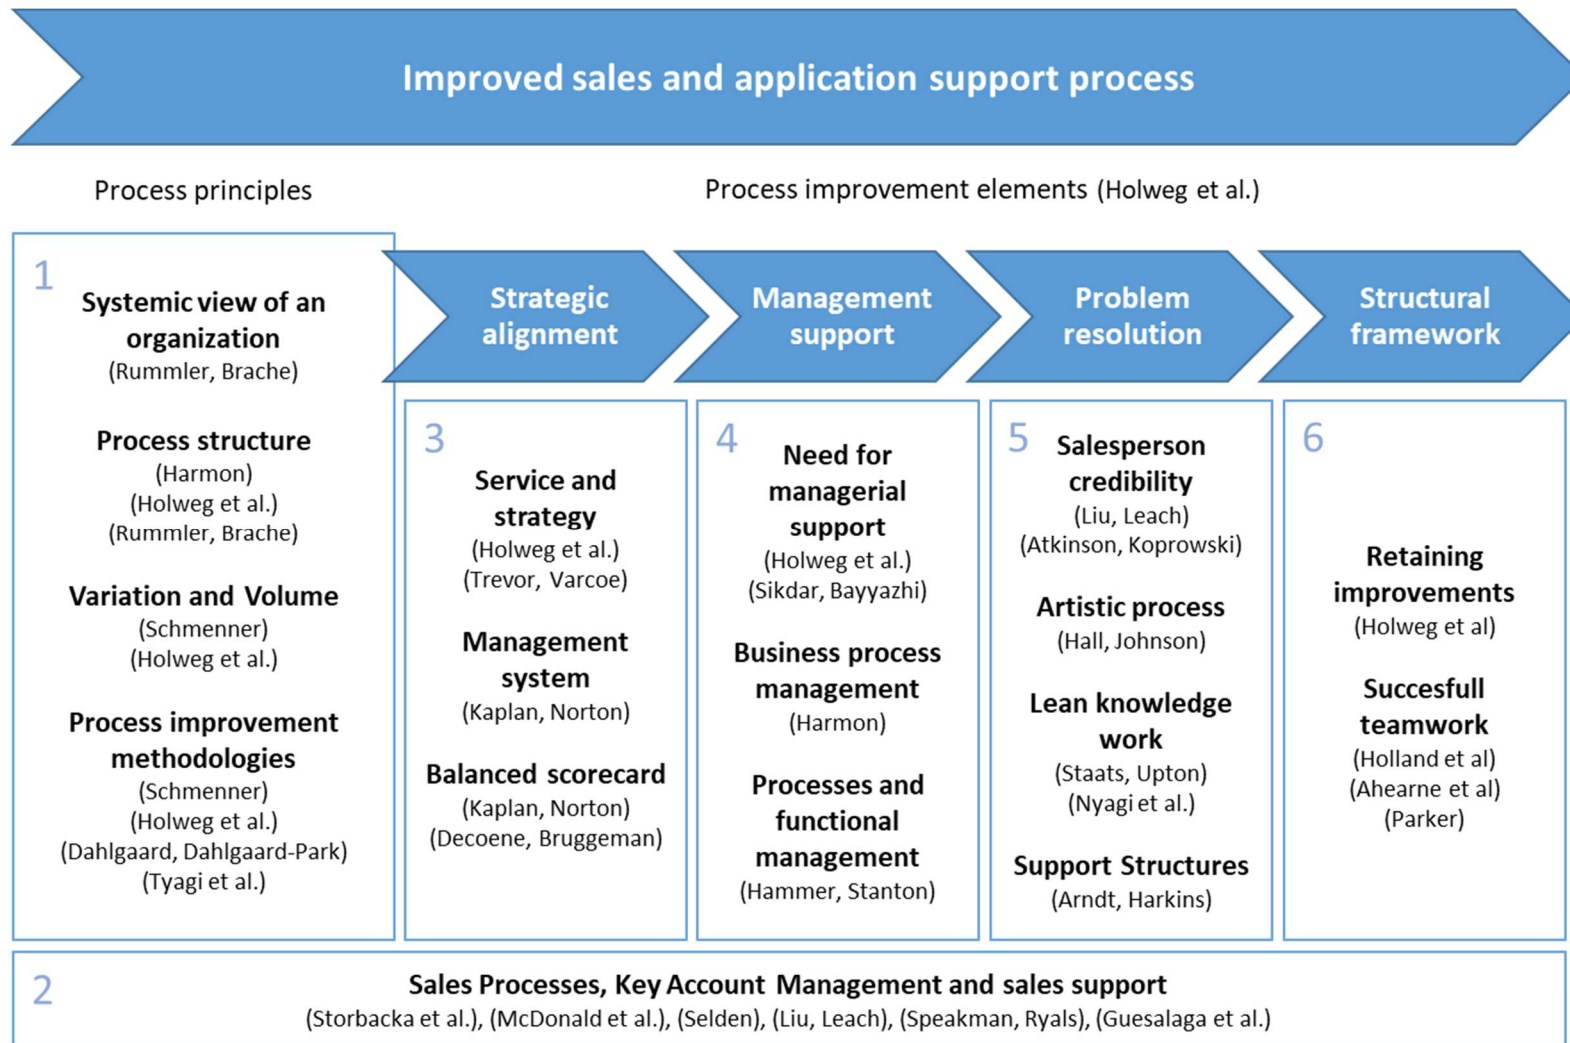 Improved sales and application support process
Process principles
Process improvement elements (Holweg et al.)
1
Systemic view of an
organization
(Rummler, Brache)
Process structure
(Harmon)
(Holweg et al.)
(Rummler, Brache)
Variation and Volume
(Schmenner)
(Holweg et al.)
Process improvement
methodologies
(Schmenner)
(Holweg et al.)
(Dahlgaard, Dahlgaard-Park)
(Tyagi et al.)
Strategic
alignment
3
Service and
strategy
(Holweg et al.)
(Trevor, Varcoe)
Management
system
(Kaplan, Norton)
Balanced scorecard
(Kaplan, Norton)
(Decoene, Bruggeman)
Management
support
4
Need for
managerial
support
(Holweg et al.)
(Sikdar, Bayyazhi)
Business process
management
(Harmon)
Processes and
functional
management
(Hammer, Stanton)
Problem
resolution
5
Salesperson
credibility
(Liu, Leach)
(Atkinson, Koprowski)
Artistic process
(Hall, Johnson)
Lean knowledge
work
(Staats, Upton)
(Nyagi et al.)
Support Structures
(Arndt, Harkins)
Structural
framework
6
Retaining
improvements
(Holweg et al)
Succesfull
teamwork
(Holland et al)
(Ahearne et al)
(Parker)
2
Sales Processes, Key Account Management and sales support
(Storbacka et al.), (McDonald et al.), (Selden), (Liu, Leach), (Speakman, Ryals), (Guesalaga et al.)